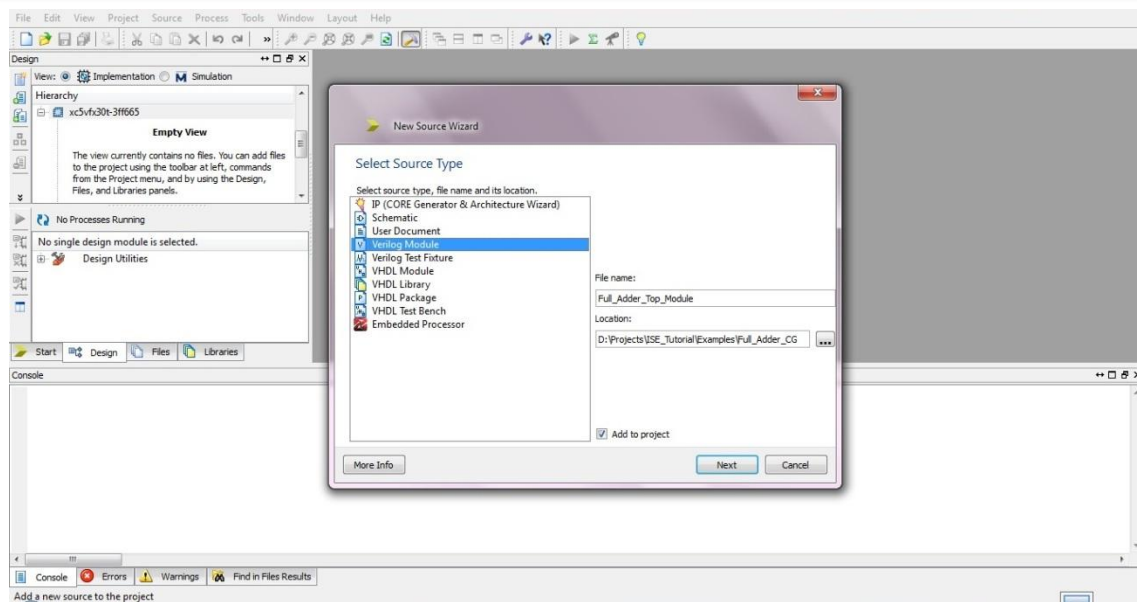 File Edit View Project Source Process Tools Window Layout Help
Design
View: Implementation Simulation
Hierarchy
xc5vfx30t-3ff665
Empty View
The view currently contains no files. You can add files
to the project using the toolbar at left, commands
from the Project menu, and by using the Design,
Files, and Libraries panels.
No Processes Running
No single design module is selected.
Design Utilities
Start Design Files Libraries
New Source Wizard
Select Source Type
Select source type, file name and its location.
IP (CORE Generator & Architecture Wizard)
Schematic
User Document
Verilog Module
Verilog Test Fixture
VHDL Module
VHDL Library
VHDL Package
VHDL Test Bench
Embedded Processor
File name:
Full_Adder_Top_Module
Location:
D:\Projects\ISE_Tutorial\Examples\Full_Adder_CG
...
Add to project
More Info Next Cancel
Console
Console Errors Warnings Find in Files Results
Add a new source to the project